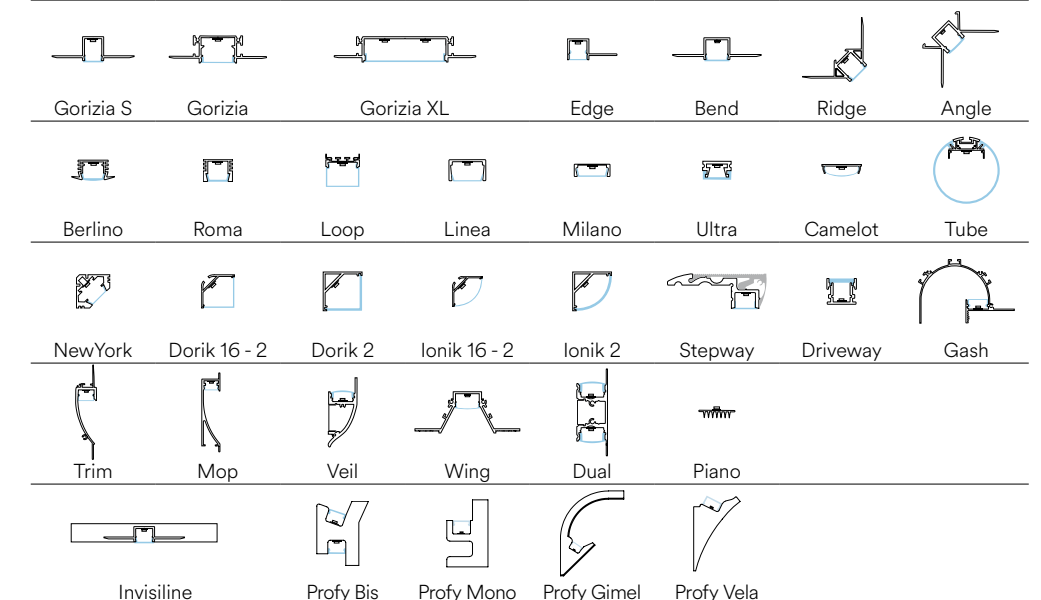 Gorizia S Gorizia Gorizia XL Edge Bend Ridge Angle
Berlino Roma Loop Linea Milano Ultra Camelot Tube
NewYork Dorik 16 - 2 Dorik 2 Ionik 16 - 2 Ionik 2 Stepway Driveway Gash
Trim Mop Veil Wing Dual Piano
Invisiline Profy Bis Profy Mono Profy Gimel Profy Vela